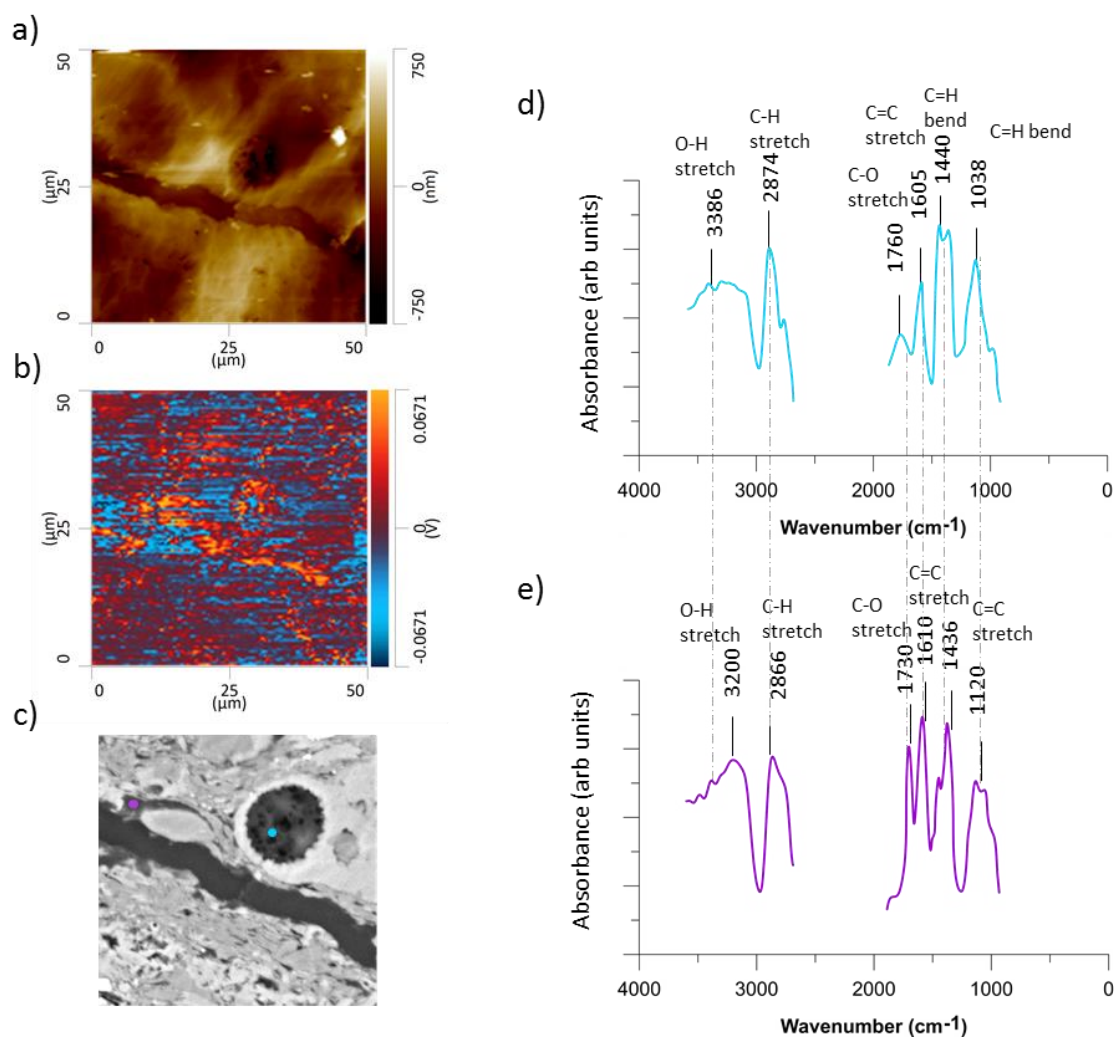 a)
50
25
0
(µm)
0
25
50
(µm)
750
0
-750
(nm)
b)
50
25
0
(µm)
0
25
50
(µm)
0.0671
0
-0.0671
(V)
c)
d)
O-H
stretch
3386
C-H
stretch
2874
C-O
stretch
1760
C=C
stretch
1605
C=H
bend
1440
C=H bend
1038
Absorbance (arb units)
4000
3000
2000
1000
0
Wavenumber (cm-1)
e)
O-H
stretch
3200
C-H
stretch
2866
C-O
stretch
1730
C=C
stretch
1610
1436
C=C
stretch
1120
Absorbance (arb units)
4000
3000
2000
1000
0
Wavenumber (cm-1)